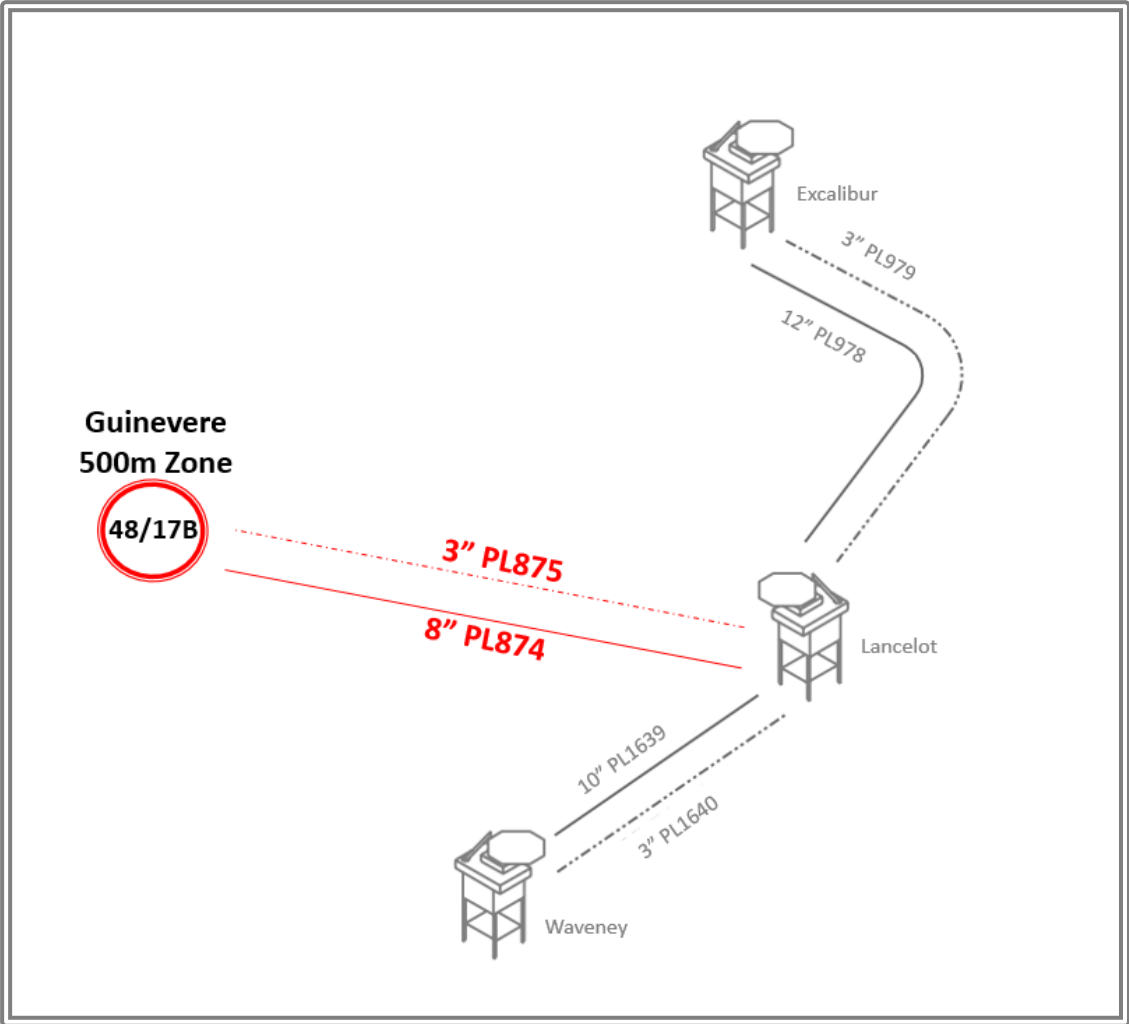 Excalibur
3” PL979
12” PL978
Guinevere
500m Zone
48/17B
3” PL875
8” PL874
Lancelot
10” PL1639
3” PL1640
Waveney